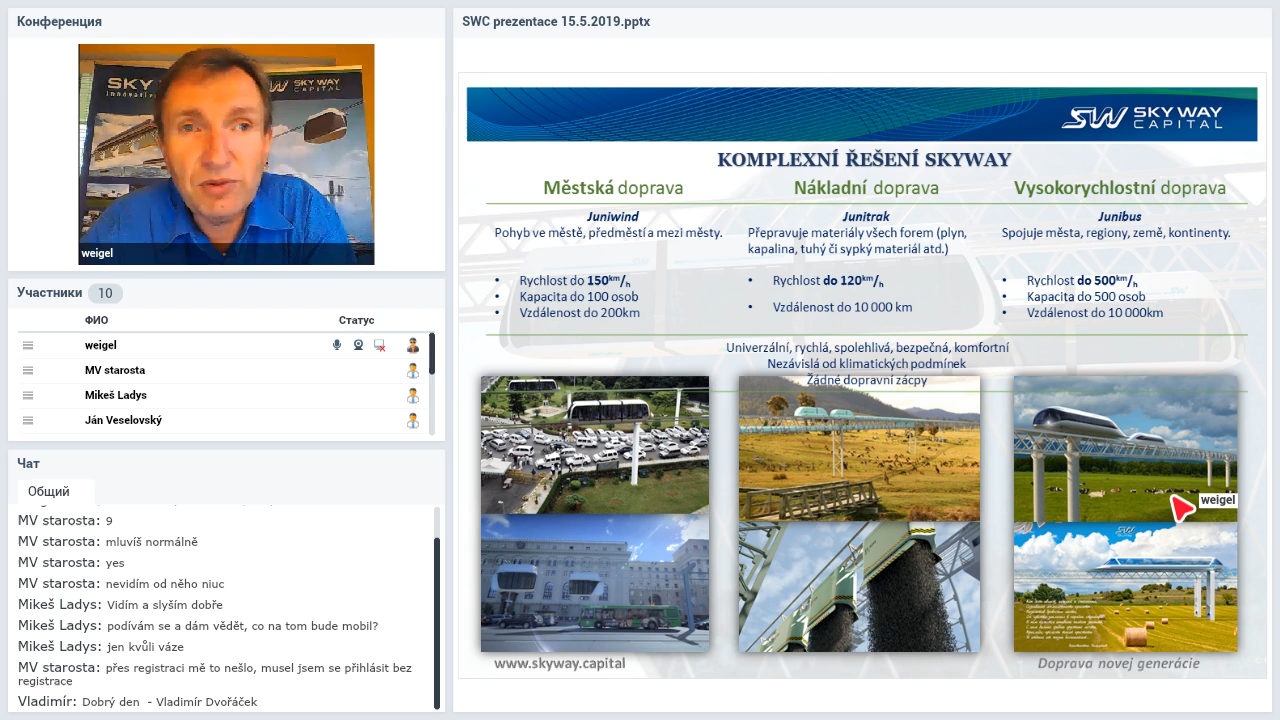 Конференция
SKY
innovativ
SKY WAY
weigel
Участники 10
ФИО Статус
weigel
MV starosta
Mikeš Ladys
Ján Veselovský
Чат
Общий
MV starosta: 9
MV starosta: mluvíš normálně
MV starosta: yes
MV starosta: nevidím od něho niuc
Mikeš Ladys: Vidím a slyším dobře
Mikeš Ladys: podívám se a dám vědět, co na tom bude mobil?
Mikeš Ladys: jen kvůli váze
MV starosta: přes registraci mě to nešlo, musel jsem se přihlásit bez
registrace
Vladimír: Dobrý den - Vladimír Dvořáček
SWC prezentace 15.5.2019.pptx
SW SKY WAY
CAPITAL
KOMPLEXNÍ ŘEŠENÍ SKYWAY
Městská doprava
Juniwind
Pohyb ve městě, předměstí a mezi městy.
• Rychlost do 150km/h
• Kapacita do 100 osob
• Vzdálenost do 200km
Nákladní doprava
Junitrak
Přepravuje materiály všech forem (plyn,
kapalina, tuhý či sypký materiál atd.)
• Rychlost do 120km/h
• Vzdálenost do 10 000 km
Vysokorychlostní doprava
Junibus
Spojuje města, regiony, země, kontinenty.
• Rychlost do 500km/h
• Kapacita do 500 osob
• Vzdálenost do 10 000km
Univerzální, rychlá, spolehlivá, bezpečná, komfortní
Nezávislá od klimatických podmínek
Žádné dopravní zácpy
weigel
www.skyway.capital
Doprava novej generácie